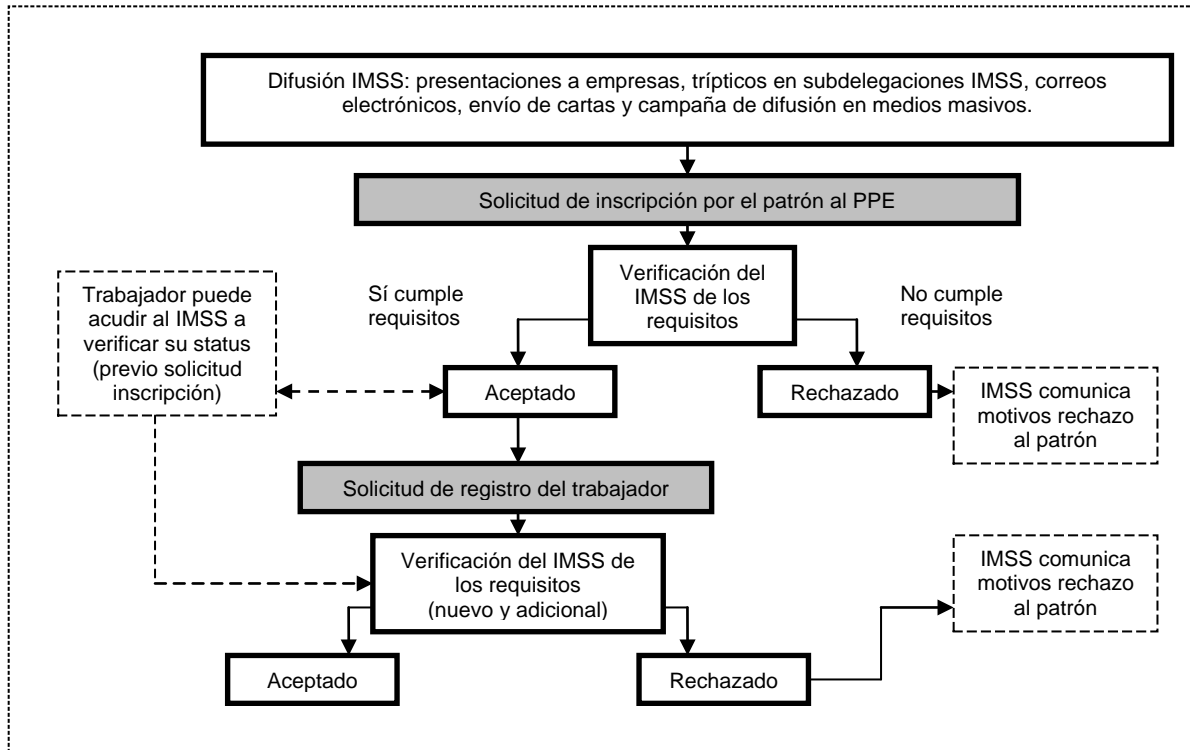 Difusión IMSS: presentaciones a empresas, trípticos en subdelegaciones IMSS, correos
electrónicos, envío de cartas y campaña de difusión en medios masivos.
Solicitud de inscripción por el patrón al PPE
Verificación del
IMSS de los
requisitos
Sí cumple
requisitos
No cumple
requisitos
Trabajador puede
acudir al IMSS a
verificar su status
(previo solicitud
inscripción)
Aceptado
Rechazado
IMSS comunica
motivos rechazo
al patrón
Solicitud de registro del trabajador
Verificación del IMSS de
los requisitos
(nuevo y adicional)
IMSS comunica
motivos rechazo
al patrón
Aceptado
Rechazado